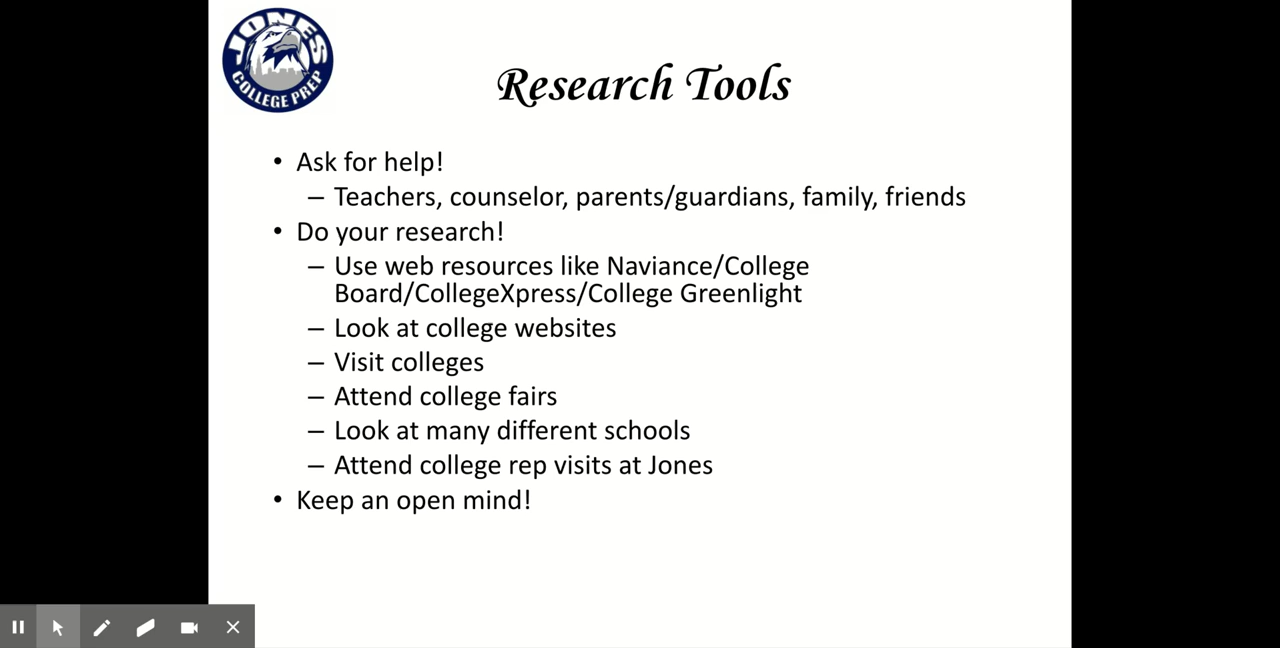 JONES
COLLEGE PREP
Research Tools
• Ask for help!
– Teachers, counselor, parents/guardians, family, friends
• Do your research!
– Use web resources like Naviance/College
Board/CollegeXpress/College Greenlight
– Look at college websites
– Visit colleges
– Attend college fairs
– Look at many different schools
– Attend college rep visits at Jones
• Keep an open mind!